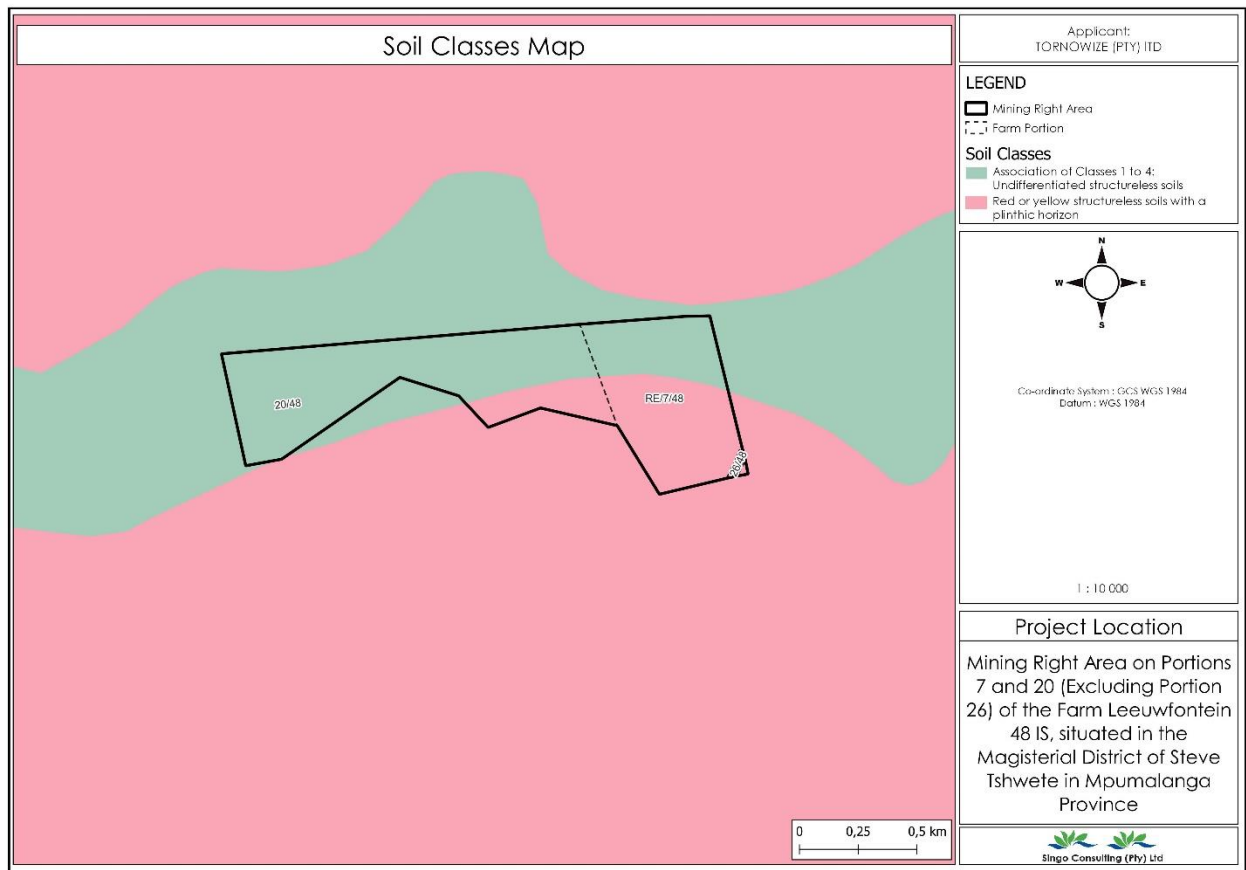 Soil Classes Map
20/48
RE/7/48
26/48
0 0,25 0,5 km
Applicant:
TORNOWIZE (PTY) lTD
LEGEND
Mining Right Area
Farm Portion
Soil Classes
Association of Classes 1 to 4:
Undifferentiated structureless soils
Red or yellow structureless soils with a
plinthic horizon
N
W E
S
Co-ordinate System : GCS WGS 1984
Datum : WGS 1984
1 : 10 000
Project Location
Mining Right Area on Portions
7 and 20 (Excluding Portion
26) of the Farm Leeuwfontein
48 IS, situated in the
Magisterial District of Steve
Tshwete in Mpumalanga
Province
Singo Consulting (Pty) Ltd